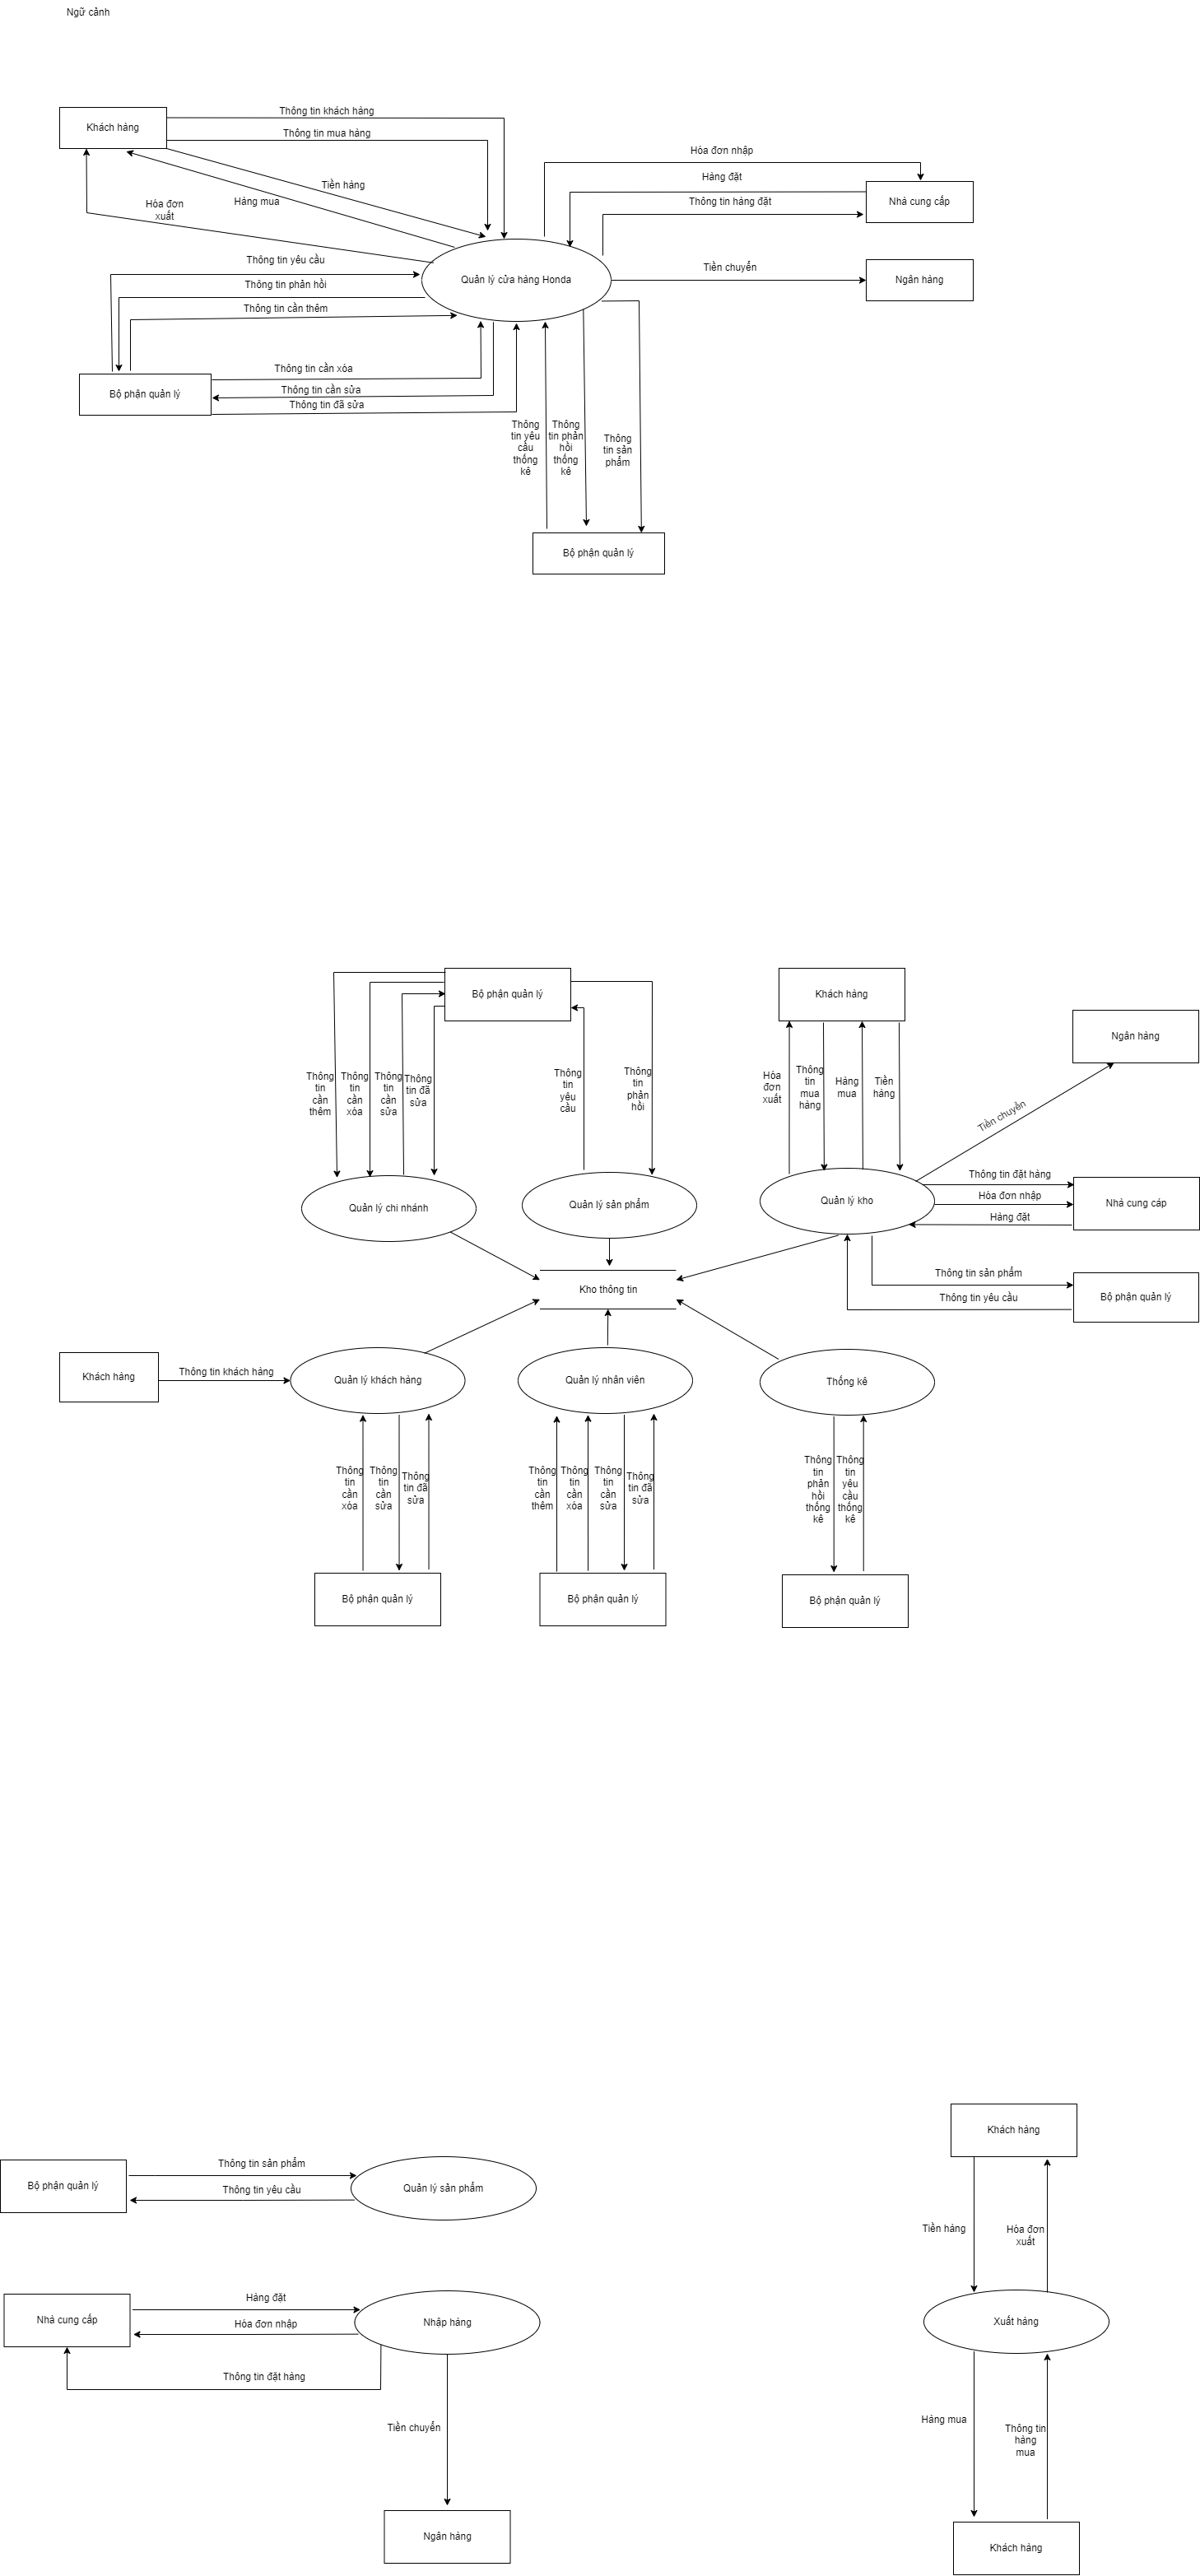 Ngữ cảnh
Thông tin khách hàng
Khách hàng
Thông tin mua hàng
Hóa đơn nhập
Hàng đặt
Tiền hàng
Hàng mua
Thông tin hàng đặt
Nhà cung cấp
Hóa đơn
xuất
Thông tin yêu cầu
Tiền chuyển
Quản lý cửa hàng Honda
Ngân hàng
Thông tin phản hồi
Thông tin cần thêm
Thông tin cần xóa
Thông tin cần sửa
Bộ phận quản lý
Thông tin đã sửa
Thông
tin yêu
cầu
thống
kê
Thông
tin phản
hồi
thống
kê
Thông
tin sản
phẩm
Bộ phận quản lý
Bộ phận quản lý
Khách hàng
Ngân hàng
Thông
tin
cần
thêm
Thông
tin
cần
xóa
Thông
tin
cần
sửa
Thông
tin đã
sửa
Thông
tin
yêu
cầu
Thông
tin
phản
hồi
Hóa
đơn
xuất
Thông
tin
mua
hàng
Hàng
mua
Tiền
hàng
Tiền chuyển
Quản lý chi nhánh
Quản lý sản phẩm
Quản lý kho
Thông tin đặt hàng
Hóa đơn nhập
Hàng đặt
Nhà cung cáp
Kho thông tin
Thông tin sản phẩm
Thông tin yêu cầu
Bộ phận quản lý
Khách hàng
Thông tin khách hàng
Quản lý khách hàng
Quản lý nhân viên
Thống kê
Thông
tin
cần
xóa
Thông
tin
cần
sửa
Thông
tin đã
sửa
Thông
tin
cần
thêm
Thông
tin
cần
xóa
Thông
tin
cần
sửa
Thông
tin đã
sửa
Thông
tin
phản
hồi
thống
kê
Thông
tin
yêu
cầu
thống
kê
Bộ phận quản lý
Bộ phận quản lý
Bộ phận quản lý
Khách hàng
Thông tin sản phẩm
Bộ phận quản lý
Quản lý sản phẩm
Thông tin yêu cầu
Tiền hàng
Hóa đơn
xuất
Hàng đặt
Nhà cung cấp
Hóa đơn nhập
Nhập hàng
Xuất hàng
Thông tin đặt hàng
Tiền chuyển
Hàng mua
Thông tin
hàng
mua
Ngân hàng
Khách hàng